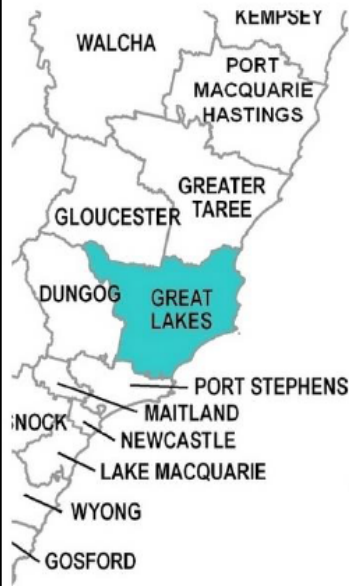 KEMPSEY
WALCHA
PORT
MACQUARIE
HASTINGS
GREATER
TAREE
GLOUCESTER
DUNGOG
GREAT
LAKES
PORT STEPHENS
MAITLAND
SNOCK
NEWCASTLE
LAKE MACQUARIE
WYONG
GOSFORD